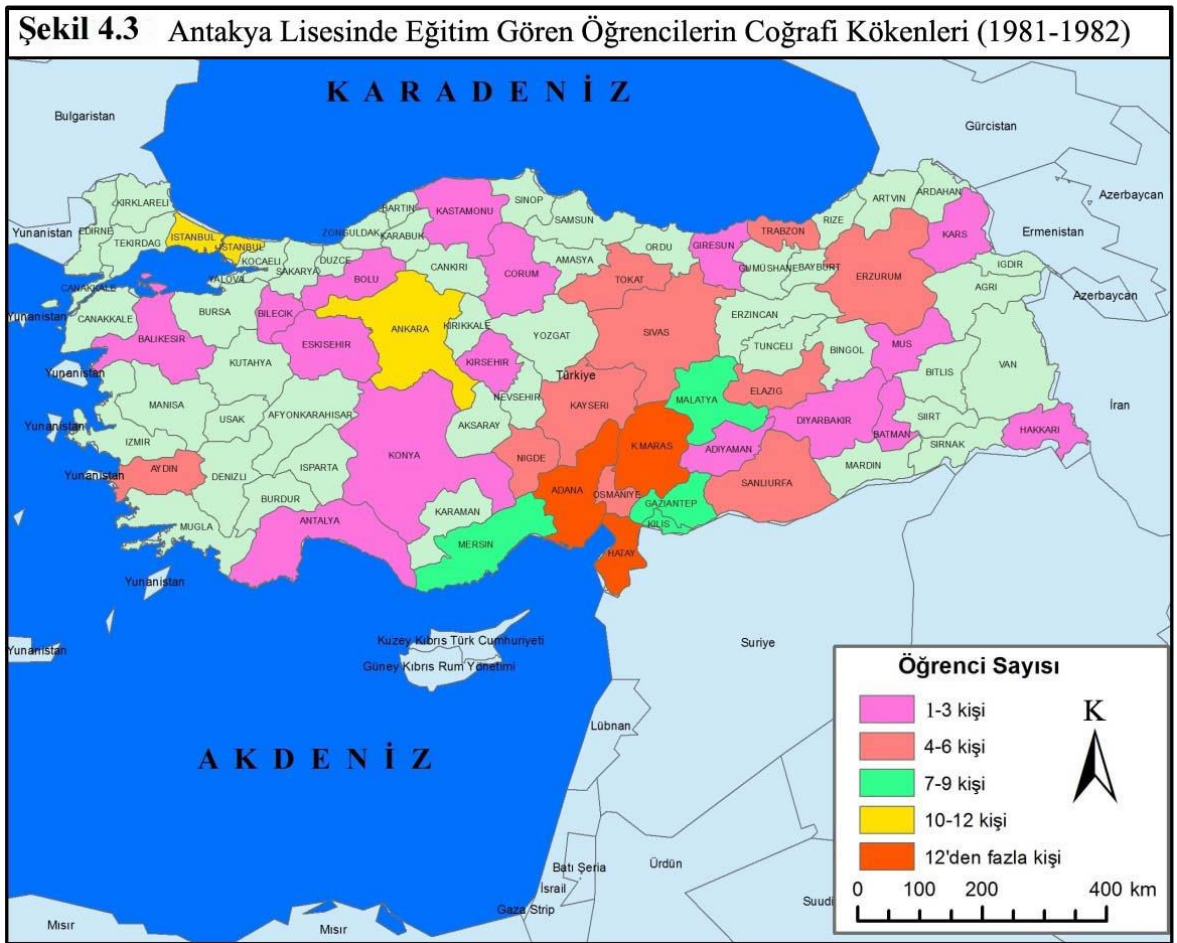 Şekil 4.3 Antakya Lisesinde Eğitim Gören Öğrencilerin Coğrafi Kökenleri (1981-1982)
KARADENİZ
Bulgaristan
Gürcistan
KIRKLARELI
EDIRNE
TEKIRDAG
ISTANBUL
ISTANBUL
KOCAELI
YALOVA
SAKARYA
DUZCE
ZONGULDAK
BARTIN
KARABUK
KASTAMONU
SINOP
SAMSUN
ORDU
GIRESUN
TRABZON
RIZE
ARTVIN
ARDAHAN
KARS
Azerbaycan
Ermenistan
Yunanistan
CANAKKALE
CANAKKALE
Yunanistan
BALIKESIR
BURSA
BILECIK
BOLU
CANKIRI
CORUM
AMASYA
TOKAT
GUMUSHANE
BAYBURT
ERZURUM
IGDIR
AGRI
Azerbaycan
ESKISEHIR
ANKARA
KIRIKKALE
YOZGAT
SIVAS
ERZINCAN
TUNCELI
BINGOL
MUS
BITLIS
VAN
İran
Yunanistan
KUTAHYA
MANISA
USAK
AFYONKARAHISAR
KIRSEHIR
NEVSEHIR
Türkiye
KAYSERI
MALATYA
ELAZIG
DIYARBAKIR
BATMAN
SIIRT
SIRNAK
HAKKARI
Yunanistan
IZMIR
AYDIN
DENIZLI
ISPARTA
BURDUR
KONYA
AKSARAY
NIGDE
ADANA
K.MARAS
ADIYAMAN
SANLIURFA
MARDIN
Yunanistan
MUGLA
ANTALYA
KARAMAN
MERSIN
OSMANIYE
GAZIANTEP
KILIS
HATAY
Yunanistan
Yunanistan
Kuzey Kıbrıs Türk Cumhuriyeti
Güney Kıbrıs Rum Yönetimi
Suriye
Lübnan
AKDENİZ
Batı Şeria
İsrail
Gaza Strip
Ürdün
Suudi
Mısır
Mısır
Öğrenci Sayısı
1-3 kişi
4-6 kişi
7-9 kişi
10-12 kişi
12'den fazla kişi
K
0 100 200 400 km